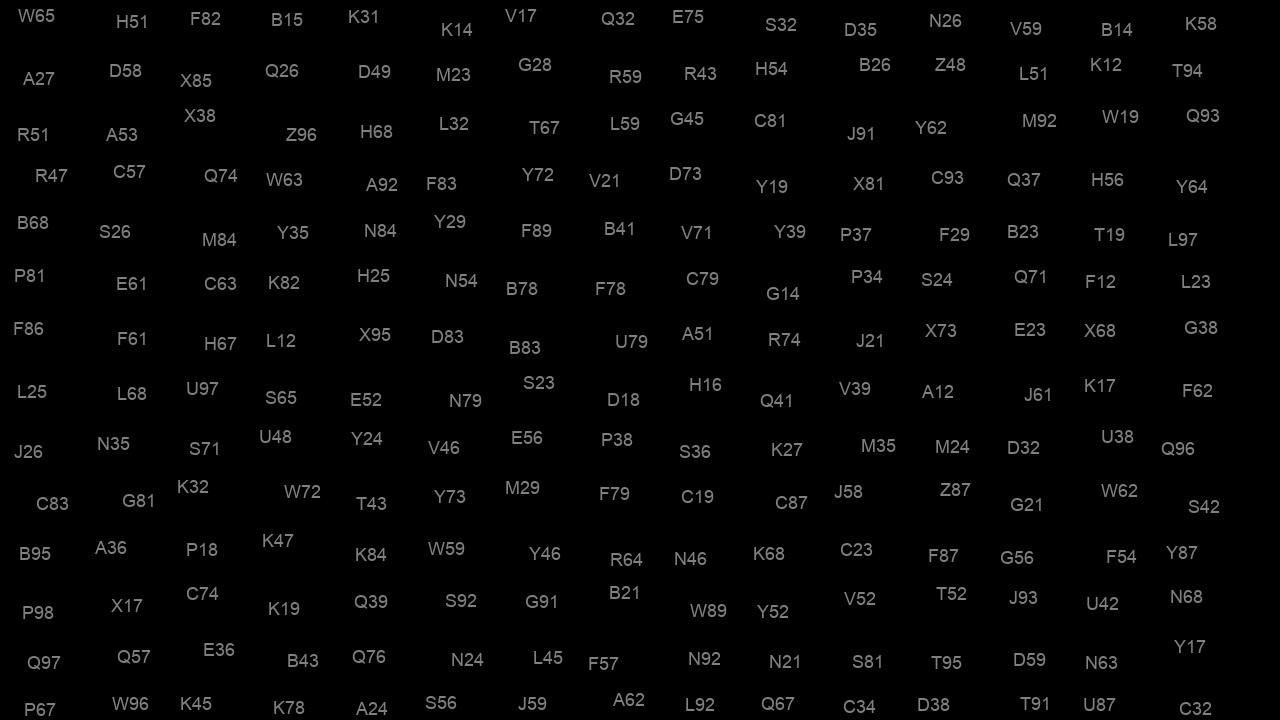 W65 H51 F82 B15 K31 K14 V17 Q32 E75 S32 D35 N26 V59 B14 K58
A27 D58 X85 Q26 D49 M23 G28 R59 R43 H54 B26 Z48 L51 K12 T94
R51 A53 X38 Z96 H68 L32 T67 L59 G45 C81 J91 Y62 M92 W19 Q93
R47 C57 Q74 W63 A92 F83 Y72 V21 D73 Y19 X81 C93 Q37 H56 Y64
B68 S26 M84 Y35 N84 Y29 F89 B41 V71 Y39 P37 F29 B23 T19 L97
P81 E61 C63 K82 H25 N54 B78 F78 C79 G14 P34 S24 Q71 F12 L23
F86 F61 H67 L12 X95 D83 B83 U79 A51 R74 J21 X73 E23 X68 G38
L25 L68 U97 S65 E52 N79 S23 D18 H16 Q41 V39 A12 J61 K17 F62
J26 N35 S71 U48 Y24 V46 E56 P38 S36 K27 M35 M24 D32 U38 Q96
C83 G81 K32 W72 T43 Y73 M29 F79 C19 C87 J58 Z87 G21 W62 S42
B95 A36 P18 K47 K84 W59 Y46 R64 N46 K68 C23 F87 G56 F54 Y87
P98 X17 C74 K19 Q39 S92 G91 B21 W89 Y52 V52 T52 J93 U42 N68
Q97 Q57 E36 B43 Q76 N24 L45 F57 N92 N21 S81 T95 D59 N63 Y17
P67 W96 K45 K78 A24 S56 J59 A62 L92 Q67 C34 D38 T91 U87 C32